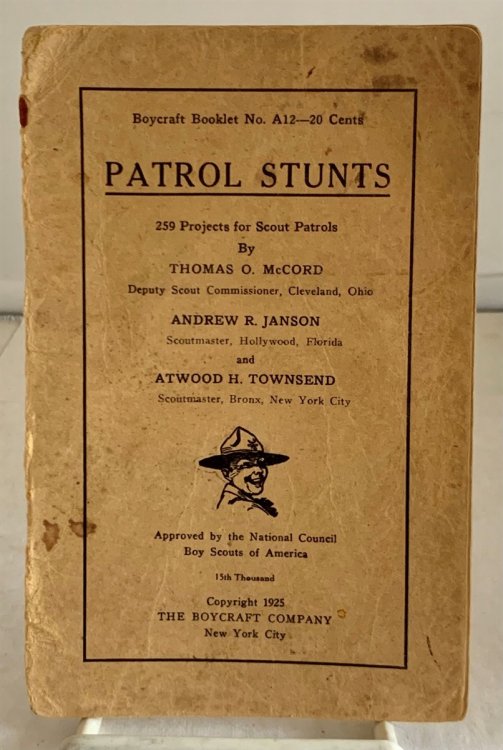 Boycraft Booklet No. A12—20 Cents
PATROL STUNTS
259 Projects for Scout Patrols
By
THOMAS O. McCORD
Deputy Scout Commissioner, Cleveland, Ohio
ANDREW R. JANSON
Scoutmaster, Hollywood, Florida
and
ATWOOD H. TOWNSEND
Scoutmaster, Bronx, New York City
Approved by the National Council
Boy Scouts of America
15th Thousand
Copyright 1925
THE BOYCRAFT COMPANY
New York City